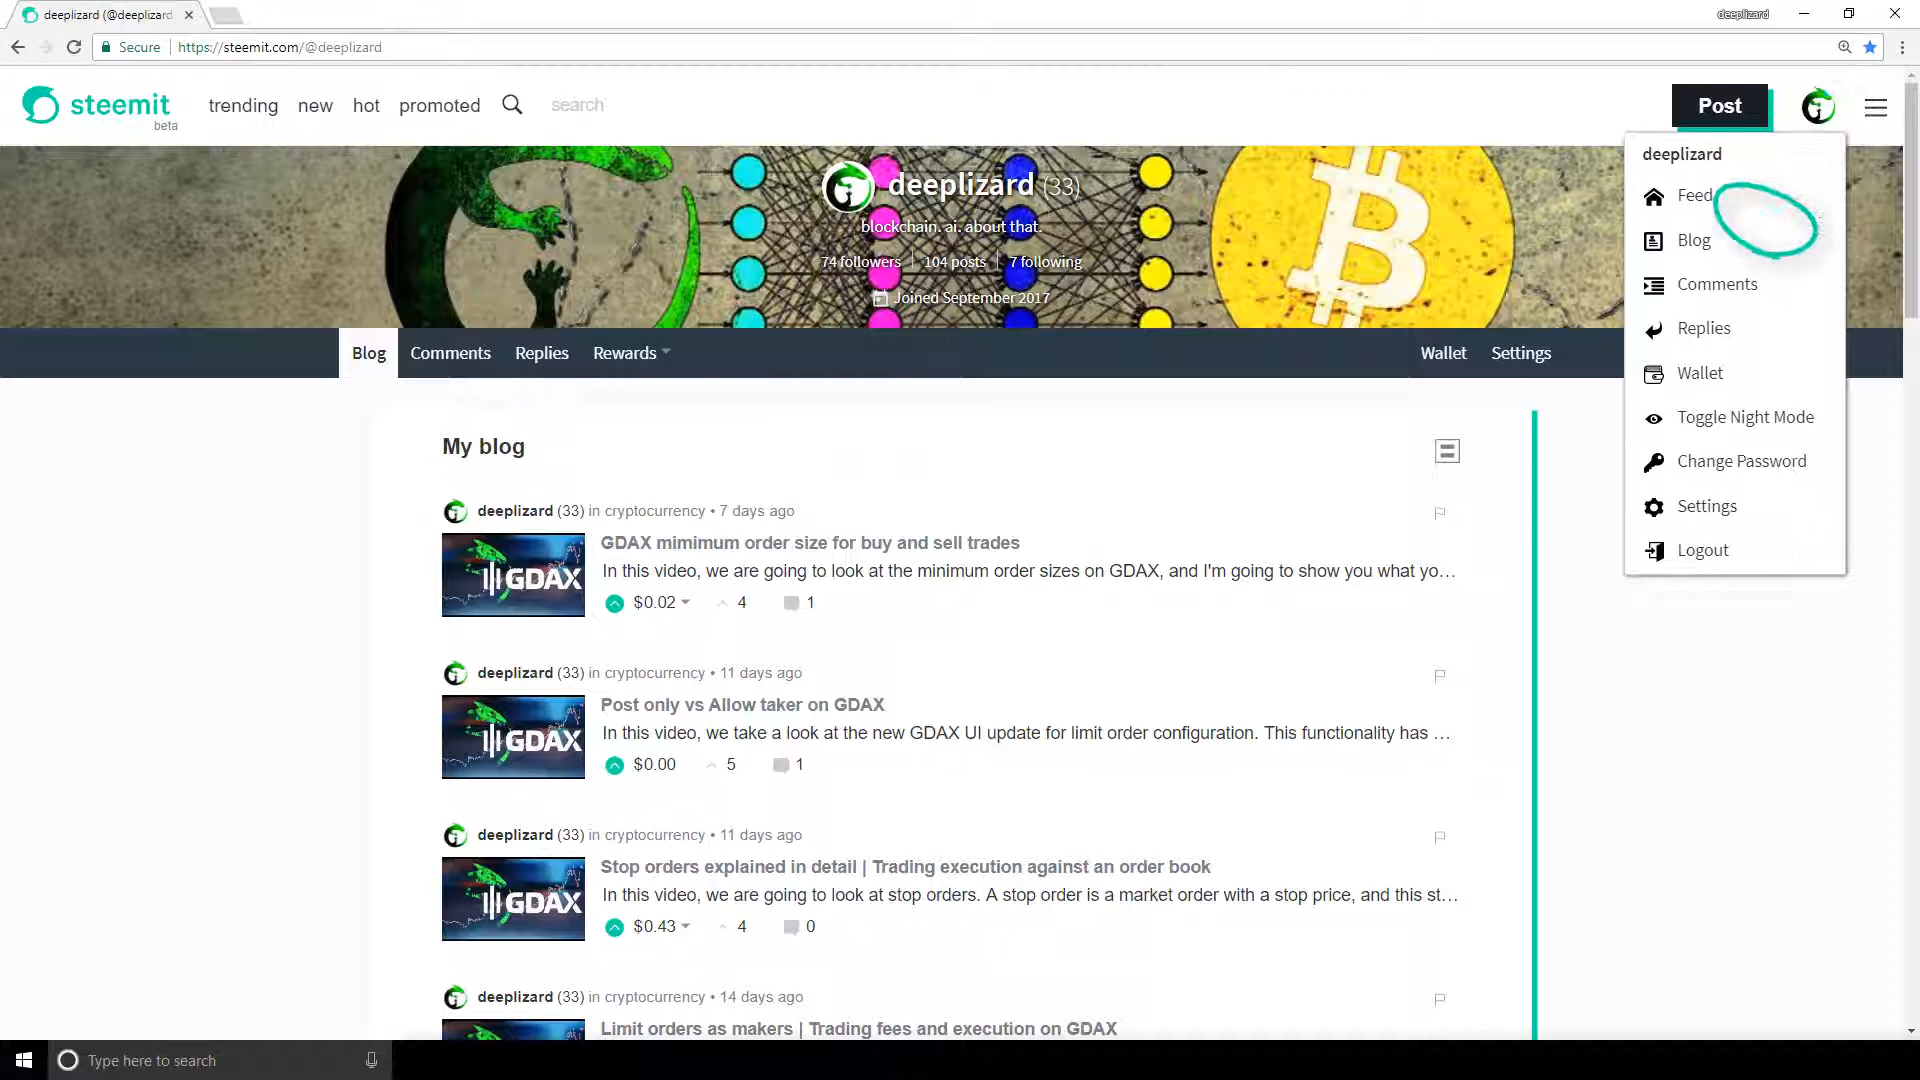 deeplizard (@deeplizard
deeplizard
Secure
https://steemit.com/@deeplizard
steemit
beta
trending
new
hot
promoted
search
Post
deeplizard (33)
blockchain. ai. about that.
74 followers
104 posts
7 following
Joined September 2017
Blog
Comments
Replies
Rewards
Wallet
Settings
deeplizard
Feed
Blog
Comments
Replies
Wallet
Toggle Night Mode
Change Password
Settings
Logout
My blog
deeplizard (33) in cryptocurrency • 7 days ago
GDAX
GDAX mimimum order size for buy and sell trades
In this video, we are going to look at the minimum order sizes on GDAX, and I'm going to show you what yo…
$0.02
4
1
deeplizard (33) in cryptocurrency • 11 days ago
GDAX
Post only vs Allow taker on GDAX
In this video, we take a look at the new GDAX UI update for limit order configuration. This functionality has …
$0.00
5
1
deeplizard (33) in cryptocurrency • 11 days ago
GDAX
Stop orders explained in detail | Trading execution against an order book
In this video, we are going to look at stop orders. A stop order is a market order with a stop price, and this st…
$0.43
4
0
deeplizard (33) in cryptocurrency • 14 days ago
Limit orders as makers | Trading fees and execution on GDAX
Type here to search